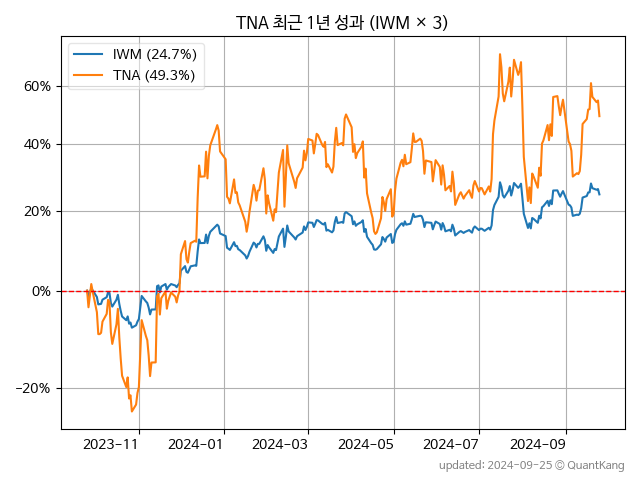 TNA 최근 1년 성과 (IWM × 3)
IWM (24.7%)
TNA (49.3%)
60%
40%
20%
0%
−20%
2023−11
2024−01
2024−03
2024−05
2024−07
2024−09
updated: 2024−09−25 © QuantKang